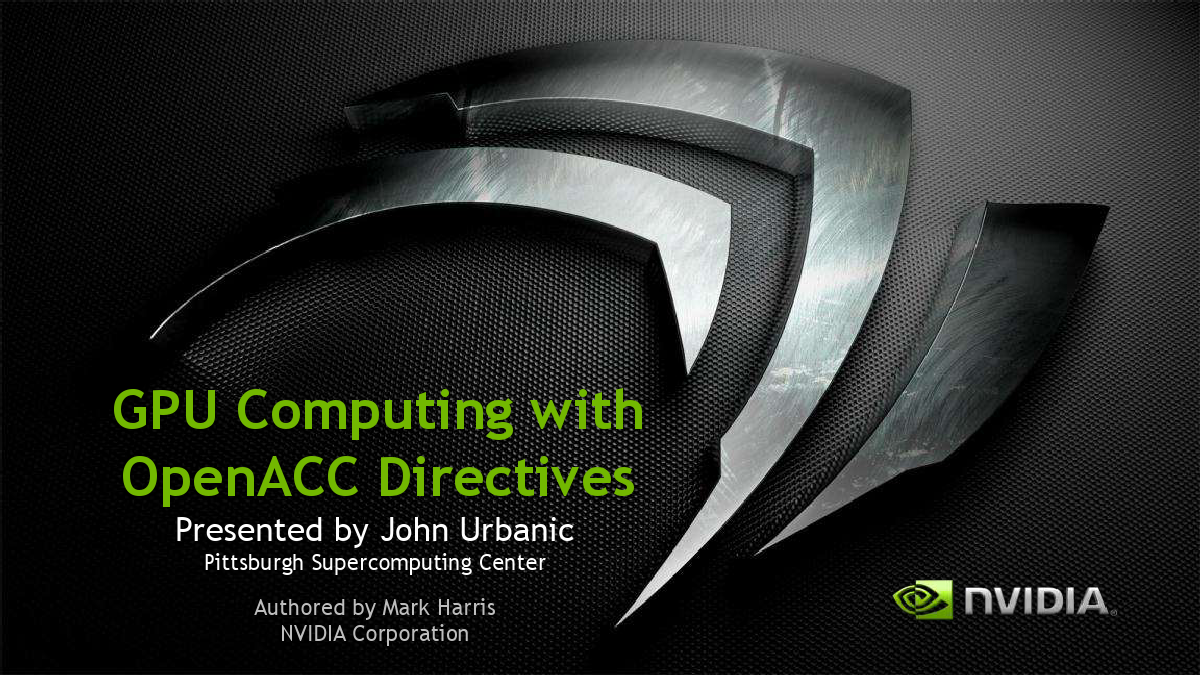 GPU Computing with
OpenACC Directives
Presented by John Urbanic
Pittsburgh Supercomputing Center
Authored by Mark Harris
NVIDIA Corporation
NVIDIA®